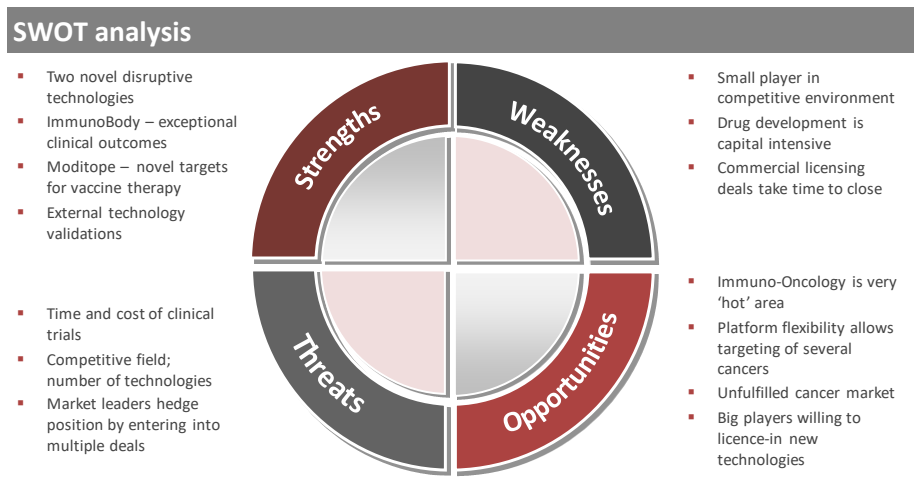 SWOT analysis
▪ Two novel disruptive
technologies
▪ ImmunoBody – exceptional
clinical outcomes
▪ Moditope – novel targets
for vaccine therapy
▪ External technology
validations
Strengths
Weaknesses
▪ Small player in
competitive environment
▪ Drug development is
capital intensive
▪ Commercial licensing
deals take time to close
▪ Time and cost of clinical
trials
▪ Competitive field;
number of technologies
▪ Market leaders hedge
position by entering into
multiple deals
Threats
Opportunities
▪ Immuno-Oncology is very
‘hot’ area
▪ Platform flexibility allows
targeting of several
cancers
▪ Unfulfilled cancer market
▪ Big players willing to
licence-in new
technologies